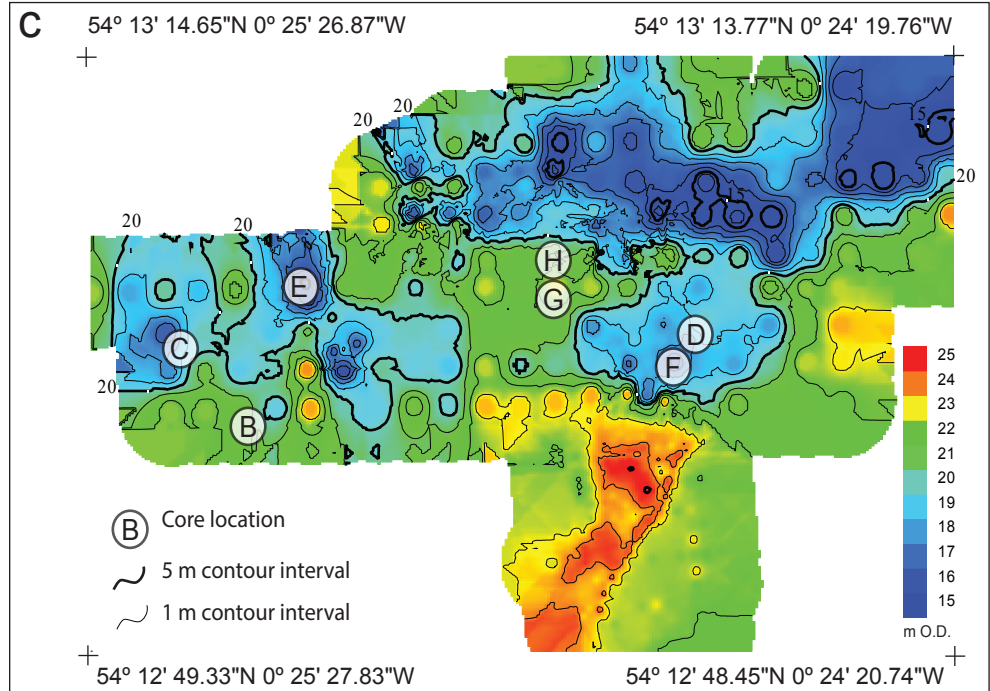 C
54º 13' 14.65"N 0º 25' 26.87"W
54º 13' 13.77"N 0º 24' 19.76"W
20
20
15
20
20
20
H
E
G
D
C
F
20
B
25
24
23
22
21
20
19
18
17
16
15
m O.D.
B Core location
5 m contour interval
1 m contour interval
54º 12' 49.33"N 0º 25' 27.83"W
54º 12' 48.45"N 0º 24' 20.74"W